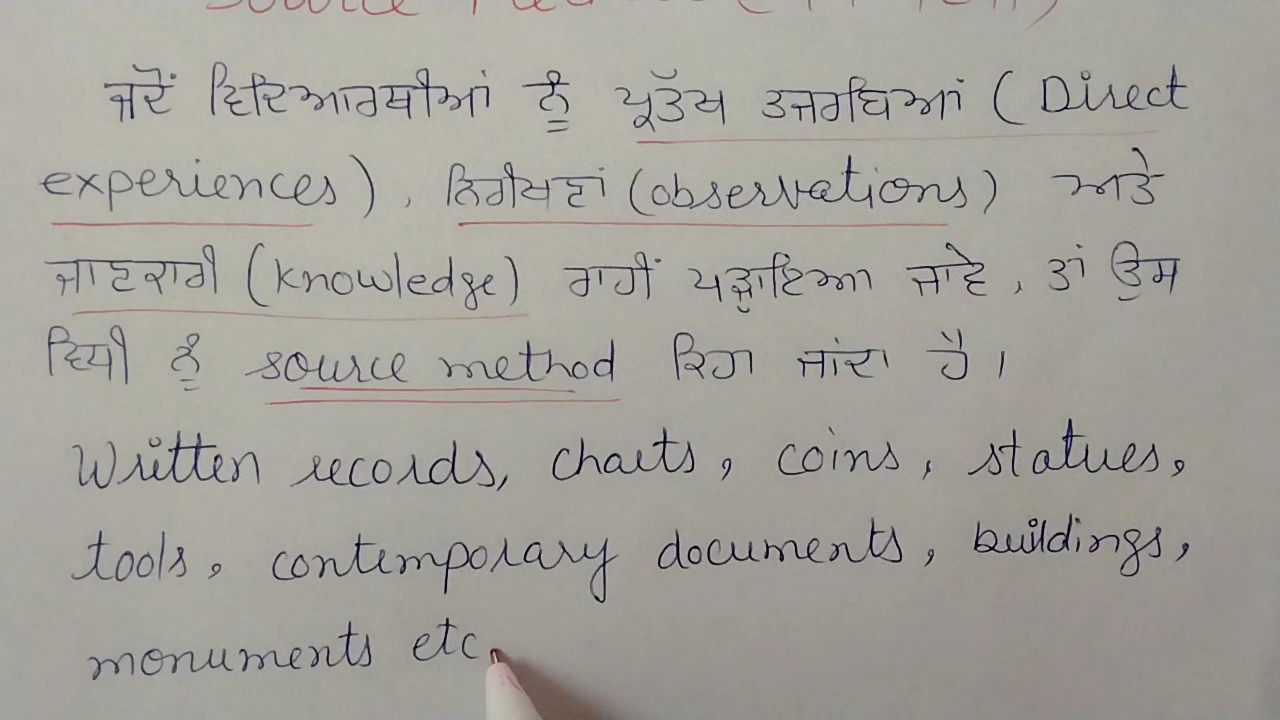 Source
ਜਦੋਂ ਵਿਦਿਆਰਥੀਆਂ ਨੂੰ ਪ੍ਰਤੱਖ ਤਜਰਬਿਆਂ (Direct
experiences), ਨਿਰੀਖਣਾਂ (observations) ਅਤੇ
ਜਾਣਕਾਰੀ (knowledge) ਰਾਹੀਂ ਪੜ੍ਹਾਇਆ ਜਾਵੇ, ਤਾਂ ਉਸ
ਵਿਧੀ ਨੂੰ source method ਕਿਹਾ ਜਾਂਦਾ ਹੈ।
Written records, charts, coins, statues,
tools, contemporary documents, buildings,
monuments etc.